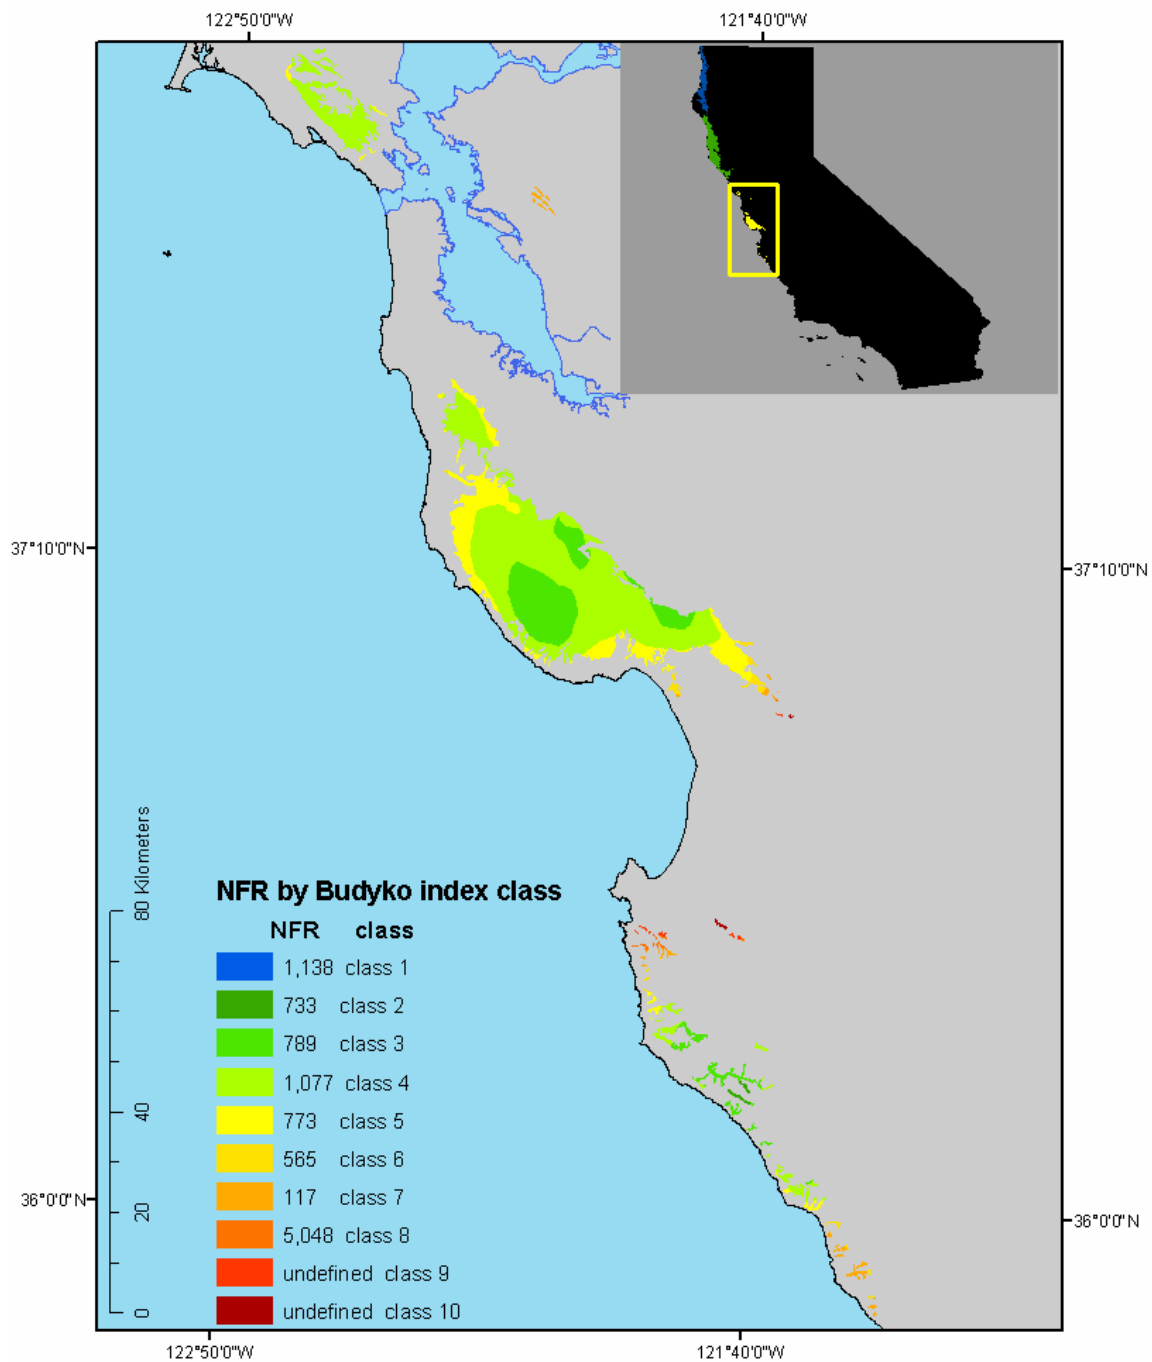 122°50'0"W
121°40'0"W
37°10'0"N
37°10'0"N
80 Kilometers
40
20
0
NFR by Budyko index class
NFR class
1,138 class 1
733 class 2
789 class 3
1,077 class 4
773 class 5
565 class 6
117 class 7
5,048 class 8
undefined class 9
undefined class 10
36°0'0"N
36°0'0"N
122°50'0"W
121°40'0"W